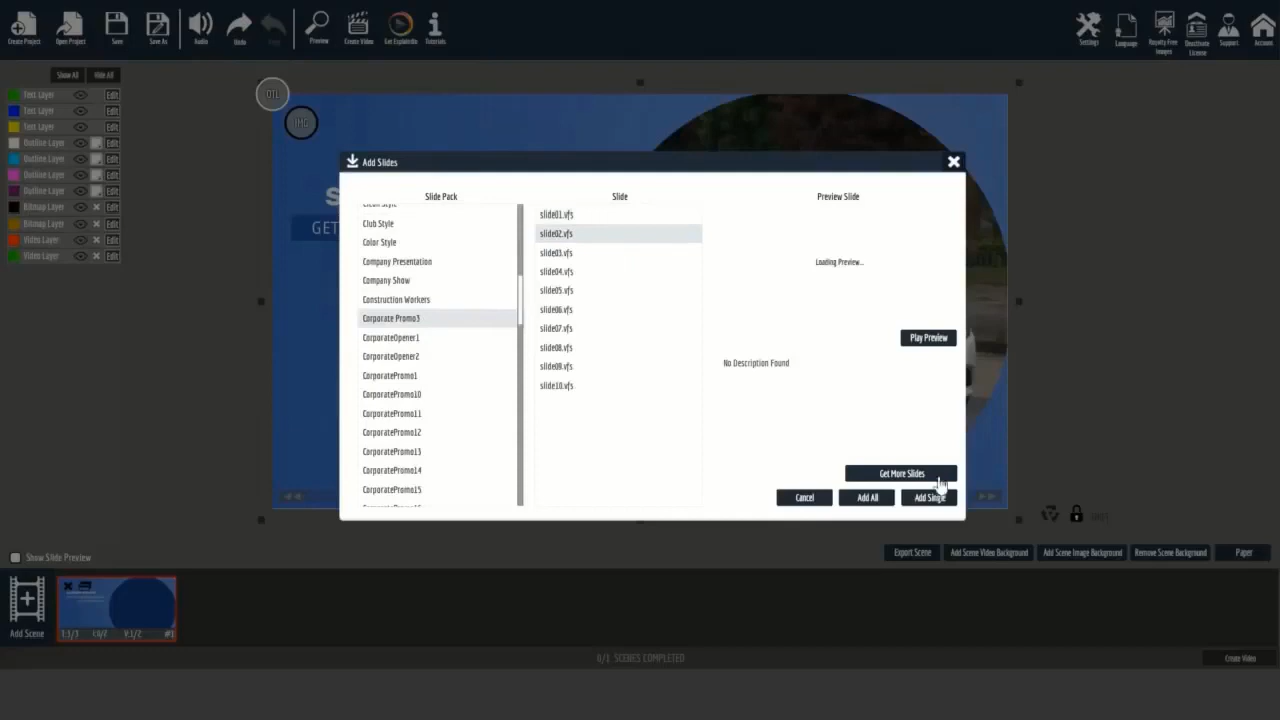 Create Project
Open Project
Save
Save As
Audio
Undo
Preview
Create Video
Get Explaindio
Tutorials
Settings
Language
Royalty Free Images
Deactivate License
Support
Account
Show All
Hide All
Text Layer Edit
Text Layer Edit
Text Layer Edit
Outline Layer Edit
Outline Layer Edit
Outline Layer Edit
Outline Layer Edit
Bitmap Layer Edit
Bitmap Layer Edit
Video Layer Edit
Video Layer Edit
OTL
IMG
S
GET
Add Slides
Slide Pack
Slide
Preview Slide
Clean Style
Club Style
Color Style
Company Presentation
Company Show
Construction Workers
Corporate Promo3
CorporateOpener1
CorporateOpener2
CorporatePromo1
CorporatePromo10
CorporatePromo11
CorporatePromo12
CorporatePromo13
CorporatePromo14
CorporatePromo15
slide01.vfs
slide02.vfs
slide03.vfs
slide04.vfs
slide05.vfs
slide06.vfs
slide07.vfs
slide08.vfs
slide09.vfs
slide10.vfs
Loading Preview...
Play Preview
No Description Found
Get More Slides
Cancel
Add All
Add Single
Show Slide Preview
Export Scene
Add Scene Video Background
Add Scene Image Background
Remove Scene Background
Paper
Add Scene
#1
0/1 SCENES COMPLETED
Create Video